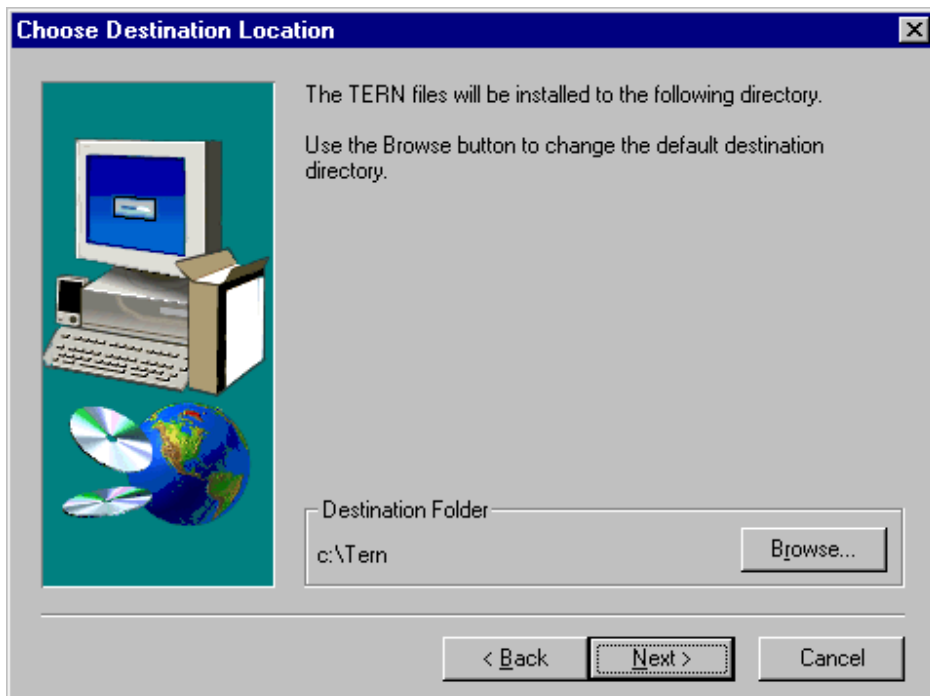 Choose Destination Location
The TERN files will be installed to the following directory.
Use the Browse button to change the default destination
directory.
Destination Folder
c:\Tern
Browse...
< Back
Next >
Cancel